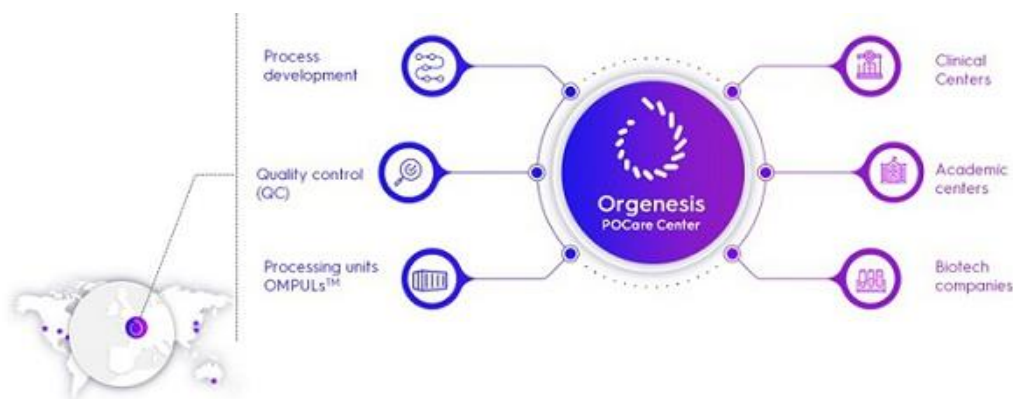 Process
development
Quality control
(QC)
Processing units
OMPULs™
Orgenesis
POCare Center
Clinical
Centers
Academic
centers
Biotech
companies